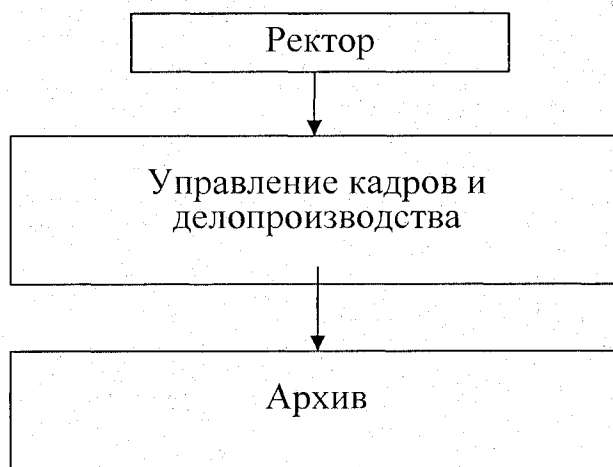 Ректор
Управление кадров и
делопроизводства
Архив